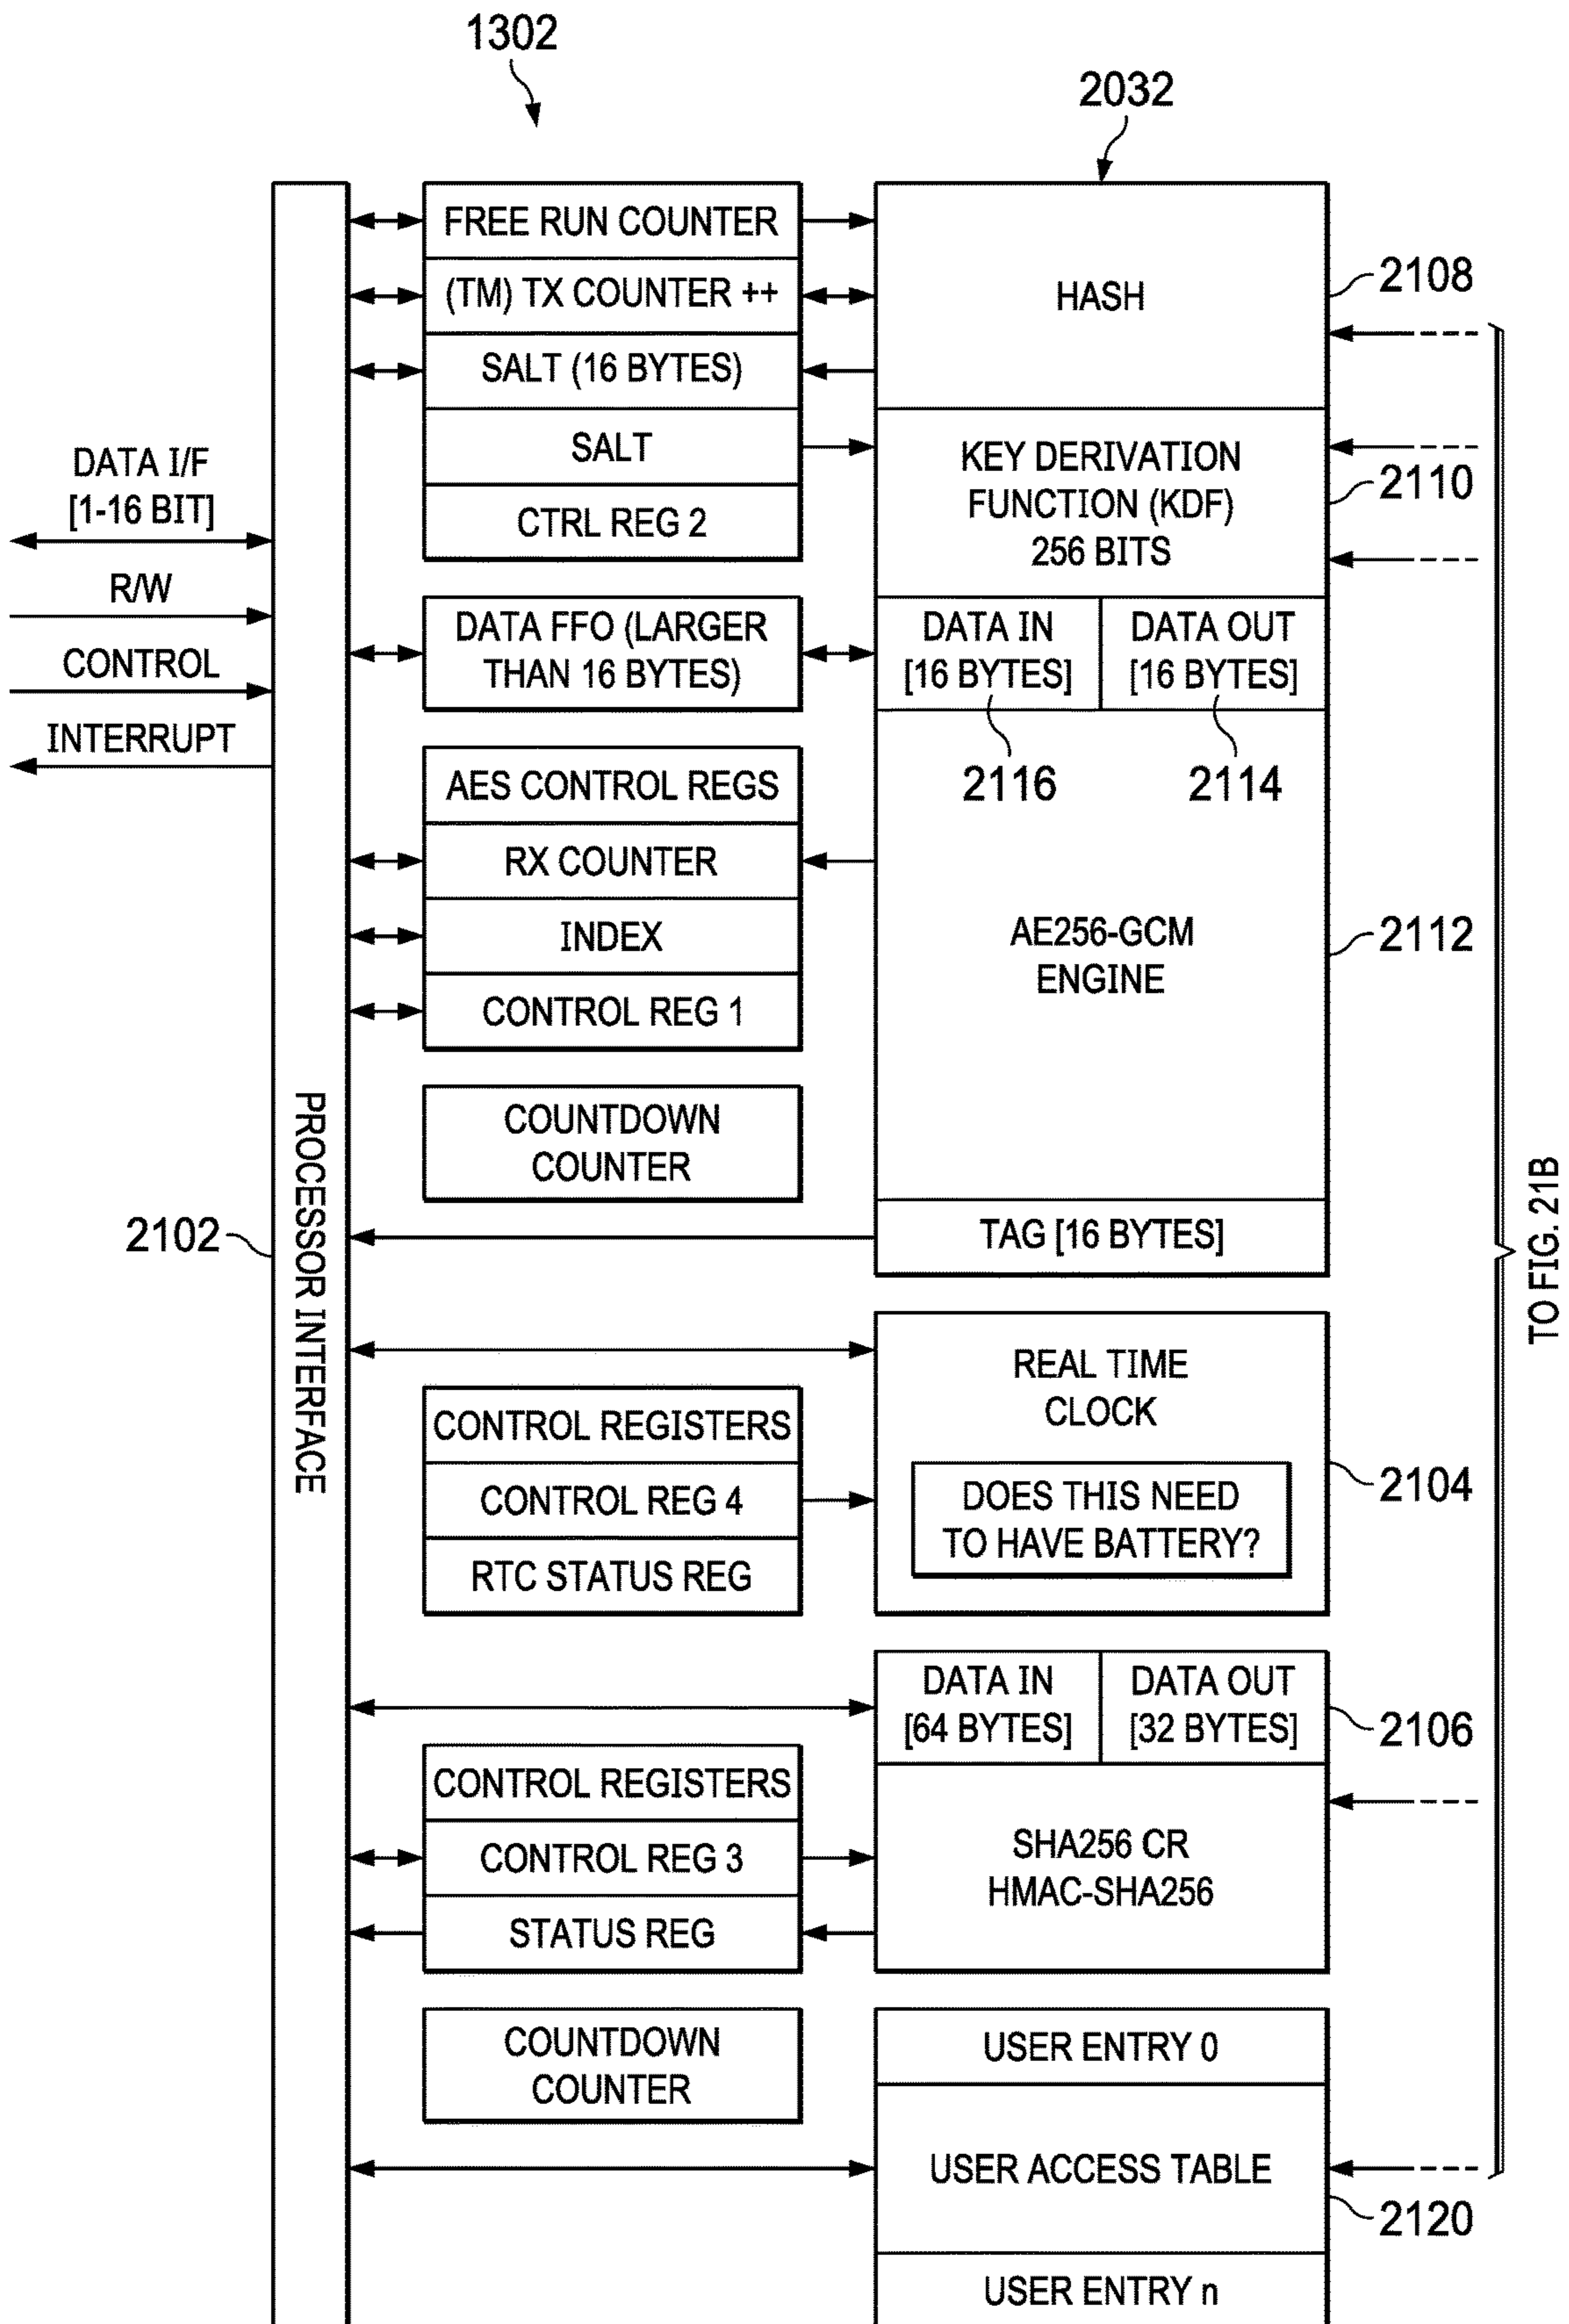 1302
2032
FREE RUN COUNTER
(TM) TX COUNTER ++
SALT (16 BYTES)
SALT
CTRL REG 2
HASH
2108
KEY DERIVATION
FUNCTION (KDF)
256 BITS
2110
DATA I/F
[1-16 BIT]
R/W
CONTROL
INTERRUPT
DATA FFO (LARGER
THAN 16 BYTES)
DATA IN
[16 BYTES]
DATA OUT
[16 BYTES]
2116
2114
AES CONTROL REGS
RX COUNTER
INDEX
CONTROL REG 1
AE256-GCM
ENGINE
2112
COUNTDOWN
COUNTER
TAG [16 BYTES]
2102
PROCESSOR INTERFACE
TO FIG. 21B
REAL TIME
CLOCK
DOES THIS NEED
TO HAVE BATTERY?
2104
CONTROL REGISTERS
CONTROL REG 4
RTC STATUS REG
DATA IN
[64 BYTES]
DATA OUT
[32 BYTES]
2106
CONTROL REGISTERS
CONTROL REG 3
STATUS REG
SHA256 CR
HMAC-SHA256
COUNTDOWN
COUNTER
USER ENTRY 0
USER ACCESS TABLE
2120
USER ENTRY n